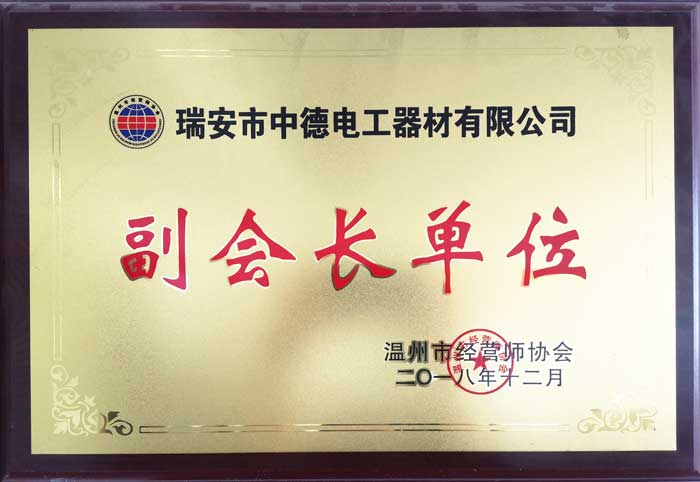 瑞安市中德电工器材有限公司
副会长单位
温州市经营师协会
二〇一八年十二月